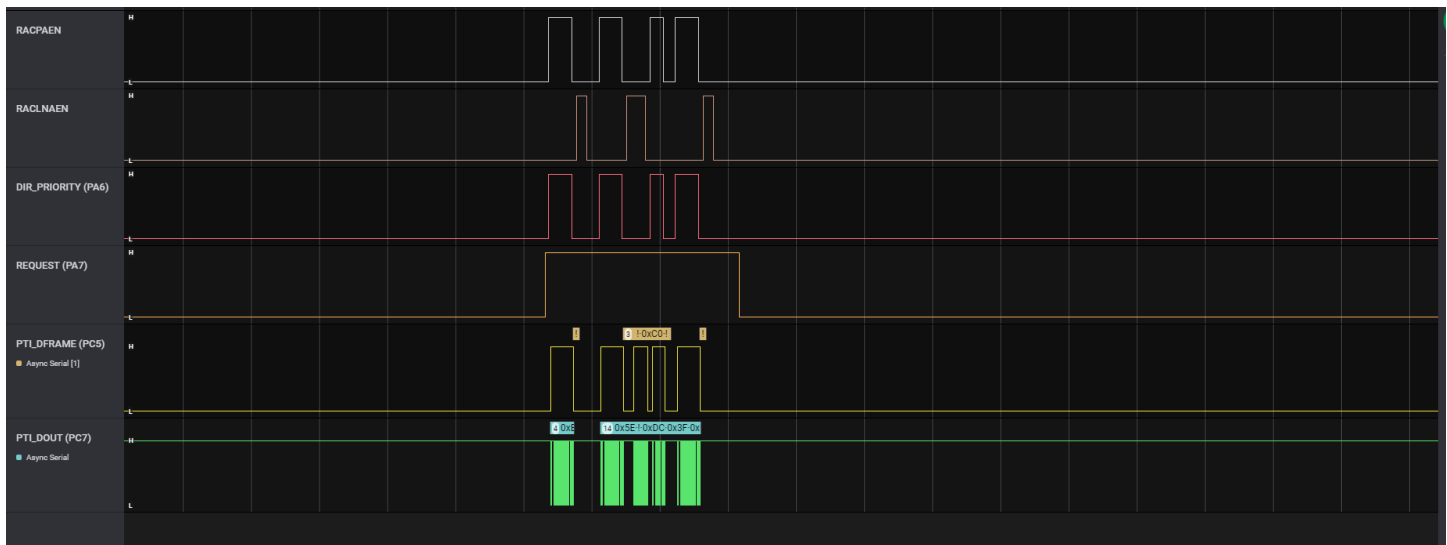 RACPAEN
H
L
RACLNAEN
H
L
DIR_PRIORITY (PA6)
H
L
REQUEST (PA7)
H
L
PTI_DFRAME (PC5)
Async Serial [1]
H
L
! 3 !·0xC0·! !
PTI_DOUT (PC7)
Async Serial
H
L
4 0xE 14 0x5E·!·0xDC·0x3F·0x